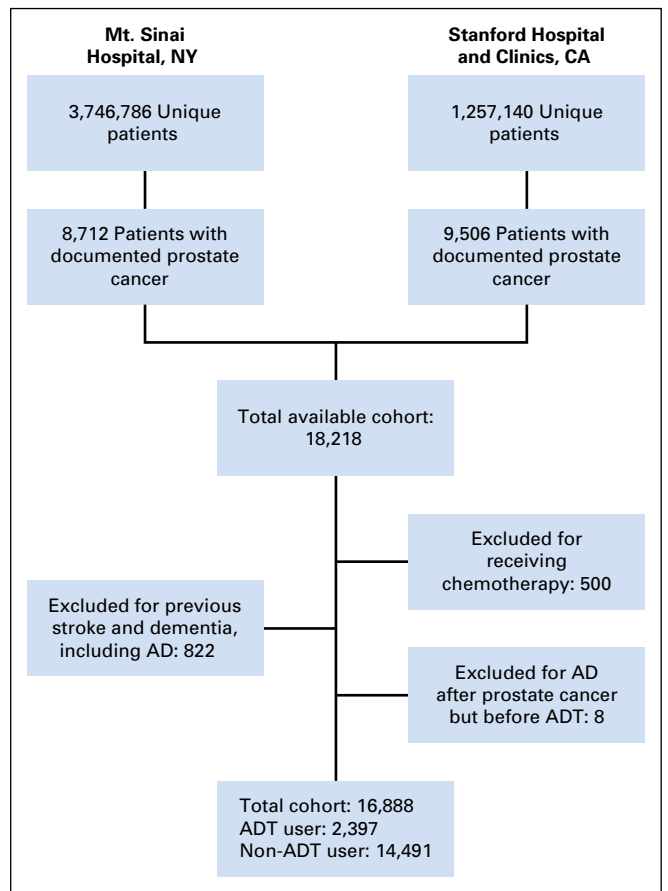 Mt. Sinai
Hospital, NY
Stanford Hospital
and Clinics, CA
3,746,786 Unique
patients
1,257,140 Unique
patients
8,712 Patients with
documented prostate
cancer
9,506 Patients with
documented prostate
cancer
Total available cohort:
18,218
Excluded for
receiving
chemotherapy: 500
Excluded for previous
stroke and dementia,
including AD: 822
Excluded for AD
after prostate cancer
but before ADT: 8
Total cohort: 16,888
ADT user: 2,397
Non-ADT user: 14,491